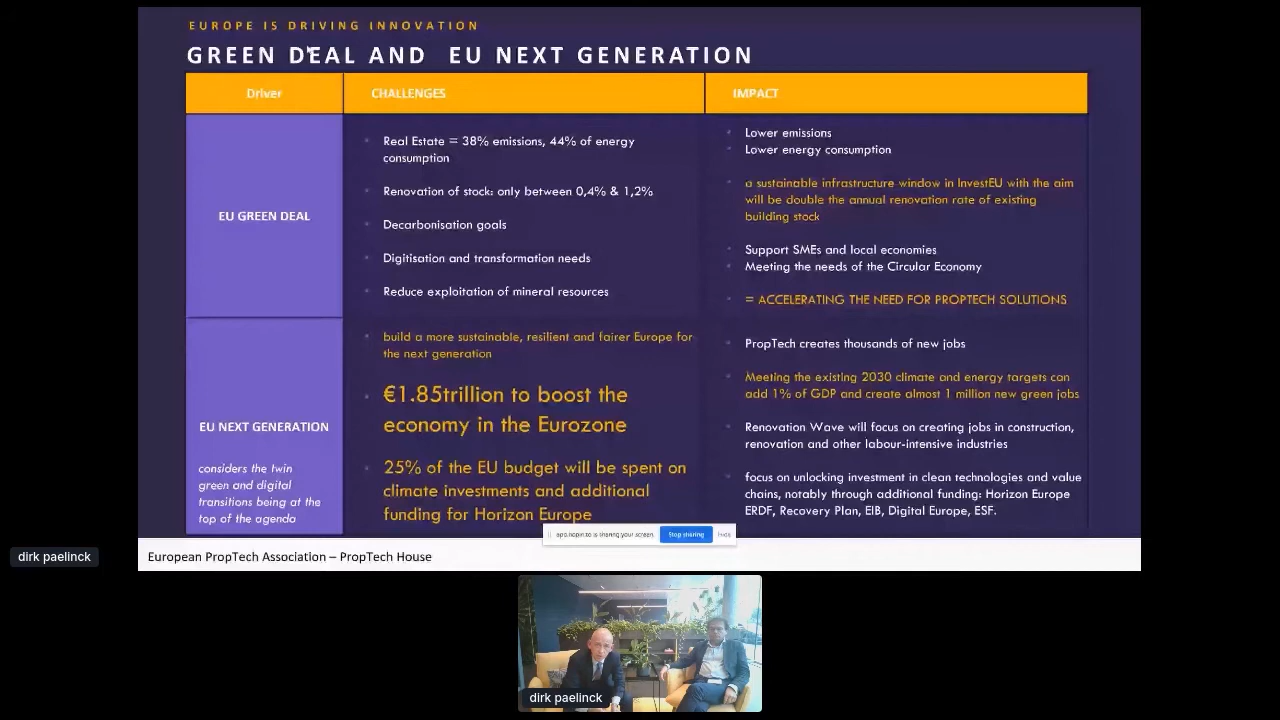 EUROPE IS DRIVING INNOVATION
GREEN DEAL AND EU NEXT GENERATION
Driver
CHALLENGES
IMPACT
EU GREEN DEAL
Real Estate = 38% emissions, 44% of energy
consumption
Renovation of stock: only between 0,4% & 1,2%
Decarbonisation goals
Digitisation and transformation needs
Reduce exploitation of mineral resources
Lower emissions
Lower energy consumption
a sustainable infrastructure window in InvestEU with the aim
will be double the annual renovation rate of existing
building stock
Support SMEs and local economies
Meeting the needs of the Circular Economy
= ACCELERATING THE NEED FOR PROPTECH SOLUTIONS
EU NEXT GENERATION
considers the twin
green and digital
transitions being at the
top of the agenda
build a more sustainable, resilient and fairer Europe for
the next generation
€1.85trillion to boost the
economy in the Eurozone
25% of the EU budget will be spent on
climate investments and additional
funding for Horizon Europe
PropTech creates thousands of new jobs
Meeting the existing 2030 climate and energy targets can
add 1% of GDP and create almost 1 million new green jobs
Renovation Wave will focus on creating jobs in construction,
renovation and other labour-intensive industries
focus on unlocking investment in clean technologies and value
chains, notably through additional funding: Horizon Europe
ERDF, Recovery Plan, EIB, Digital Europe, ESF.
app.hopin.to is sharing your screen. Stop sharing Hide
European PropTech Association – PropTech House
dirk paelinck
dirk paelinck